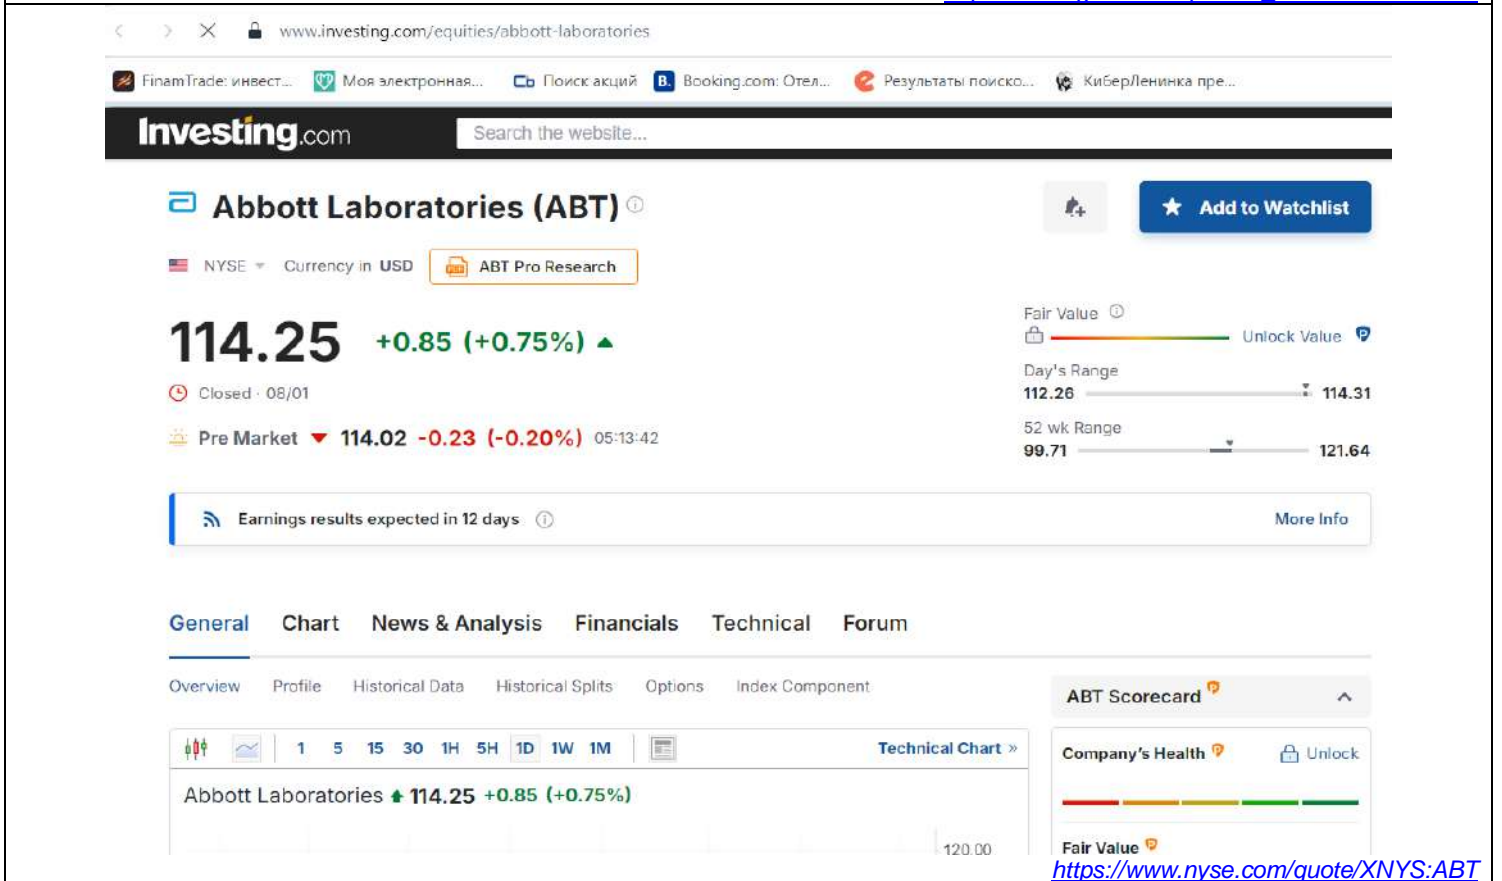 www.investing.com/equities/abbott-laboratories
FinamTrade: инвест... Моя электронная... Поиск акций B. Booking.com: Отел... Результаты поиско... КиберЛенинка пре...
Investing.com Search the website...
Abbott Laboratories (ABT)
Add to Watchlist
NYSE Currency in USD ABT Pro Research
114.25 +0.85 (+0.75%)
Closed · 08/01
Pre Market 114.02 -0.23 (-0.20%) 05:13:42
Fair Value
Unlock Value
Day's Range
112.26 114.31
52 wk Range
99.71 121.64
Earnings results expected in 12 days More Info
General Chart News & Analysis Financials Technical Forum
Overview Profile Historical Data Historical Splits Options Index Component
1 5 15 30 1H 5H 1D 1W 1M Technical Chart »
Abbott Laboratories 114.25 +0.85 (+0.75%)
120.00
ABT Scorecard
Company's Health Unlock
Fair Value
https://www.nyse.com/quote/XNYS:ABT